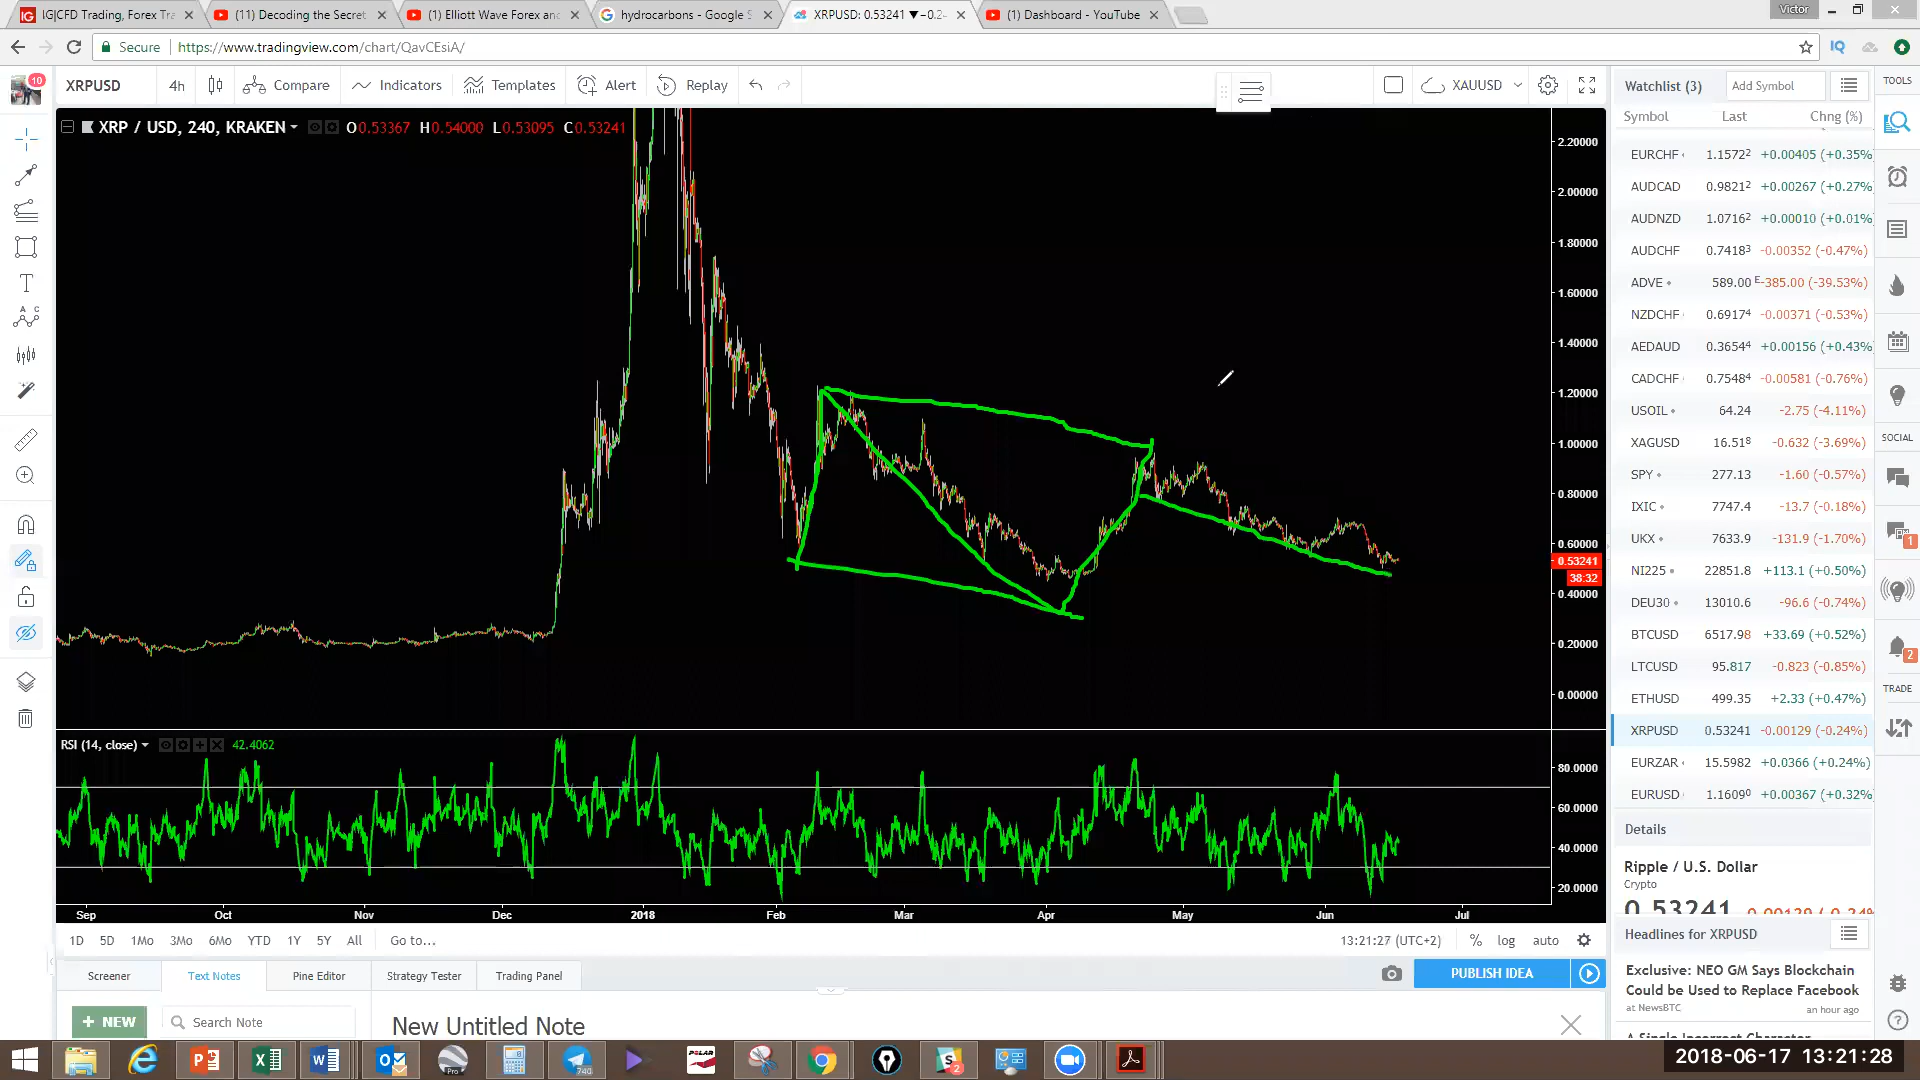 IG|CFD Trading, Forex Tra
(11) Decoding the Secret
(1) Elliott Wave Forex and
hydrocarbons - Google S
XRPUSD: 0.53241 ▼ −0.2
(1) Dashboard - YouTube
Victor
Secure | https://www.tradingview.com/chart/QavCEsiA/
10
XRPUSD 4h Compare Indicators Templates Alert Replay XAUUSD
XRP / USD, 240, KRAKEN O0.53367 H0.54000 L0.53095 C0.53241
2.20000
2.00000
1.80000
1.60000
1.40000
1.20000
1.00000
0.80000
0.60000
0.53241
38:32
0.40000
0.20000
0.00000
RSI (14, close) 42.4062
80.0000
60.0000
40.0000
20.0000
Sep Oct Nov Dec 2018 Feb Mar Apr May Jun Jul
1D 5D 1Mo 3Mo 6Mo YTD 1Y 5Y All Go to... 13:21:27 (UTC+2) % log auto
Screener Text Notes Pine Editor Strategy Tester Trading Panel PUBLISH IDEA
+ NEW Search Note New Untitled Note
Watchlist (3) Add Symbol
Symbol Last Chng (%)
EURCHF 1.15722 +0.00405 (+0.35%
AUDCAD 0.98212 +0.00267 (+0.27%
AUDNZD 1.07162 +0.00010 (+0.01%
AUDCHF 0.74183 -0.00352 (-0.47%)
ADVE 589.00 E-385.00 (-39.53%)
NZDCHF 0.69174 -0.00371 (-0.53%)
AEDAUD 0.36544 +0.00156 (+0.43%
CADCHF 0.75484 -0.00581 (-0.76%)
USOIL 64.24 -2.75 (-4.11%)
XAGUSD 16.518 -0.632 (-3.69%)
SPY 277.13 -1.60 (-0.57%)
IXIC 7747.4 -13.7 (-0.18%)
UKX 7633.9 -131.9 (-1.70%)
NI225 22851.8 +113.1 (+0.50%)
DEU30 13010.6 -96.6 (-0.74%)
BTCUSD 6517.98 +33.69 (+0.52%)
LTCUSD 95.817 -0.823 (-0.85%)
ETHUSD 499.35 +2.33 (+0.47%)
XRPUSD 0.53241 -0.00129 (-0.24%)
EURZAR 15.5982 +0.0366 (+0.24%)
EURUSD 1.16090 +0.00367 (+0.32%
Details
Ripple / U.S. Dollar
Crypto
0.53241 -0.00129 (-0.24%
Headlines for XRPUSD
Exclusive: NEO GM Says Blockchain
Could be Used to Replace Facebook
at NewsBTC an hour ago
TOOLS
SOCIAL
1
2
TRADE
Pro
740
POLAR
2
2018-06-17 13:21:28